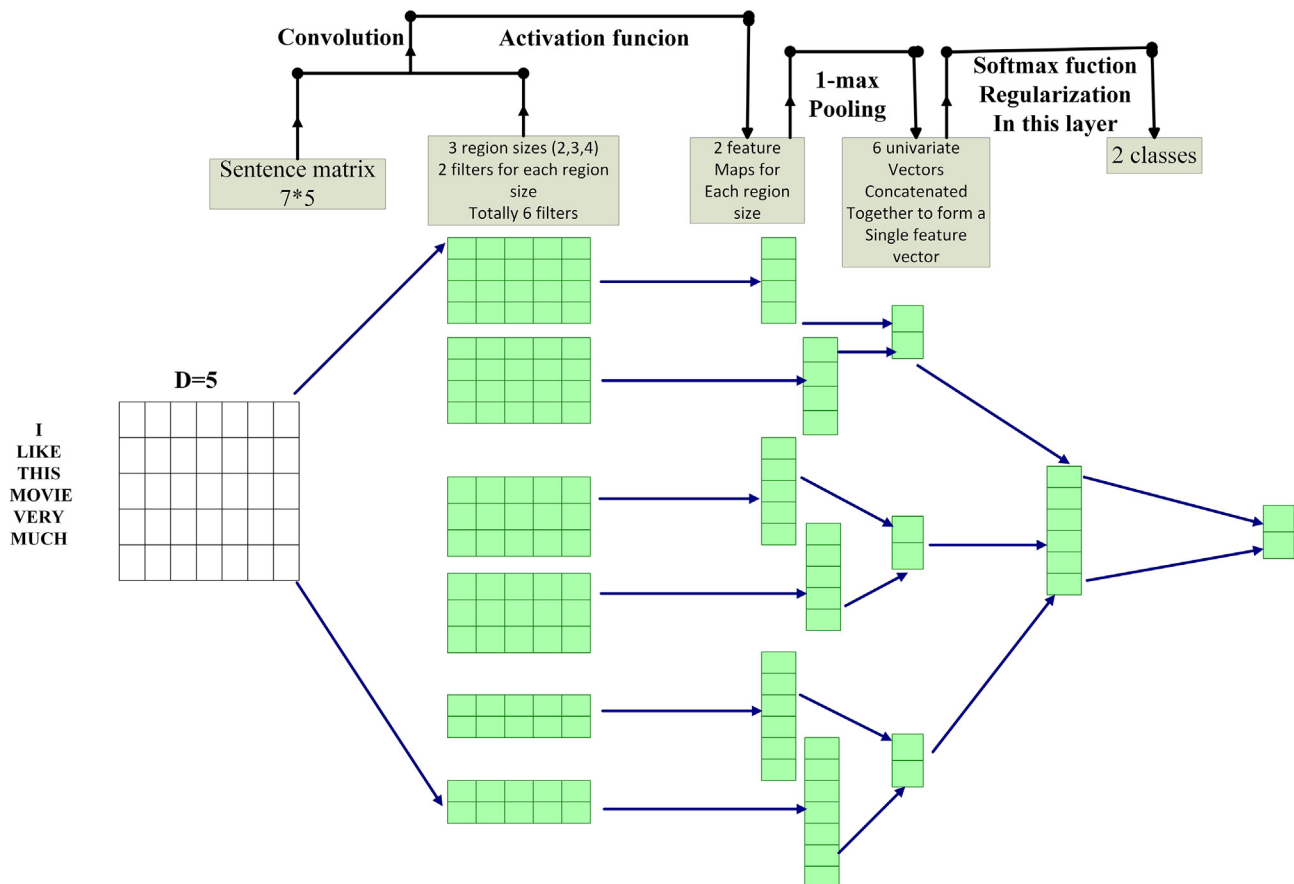 Convolution
Activation funcion
1-max
Pooling
Softmax fuction
Regularization
In this layer
Sentence matrix
7*5
3 region sizes (2,3,4)
2 filters for each region
size
Totally 6 filters
2 feature
Maps for
Each region
size
6 univariate
Vectors
Concatenated
Together to form a
Single feature
vector
2 classes
D=5
I
LIKE
THIS
MOVIE
VERY
MUCH